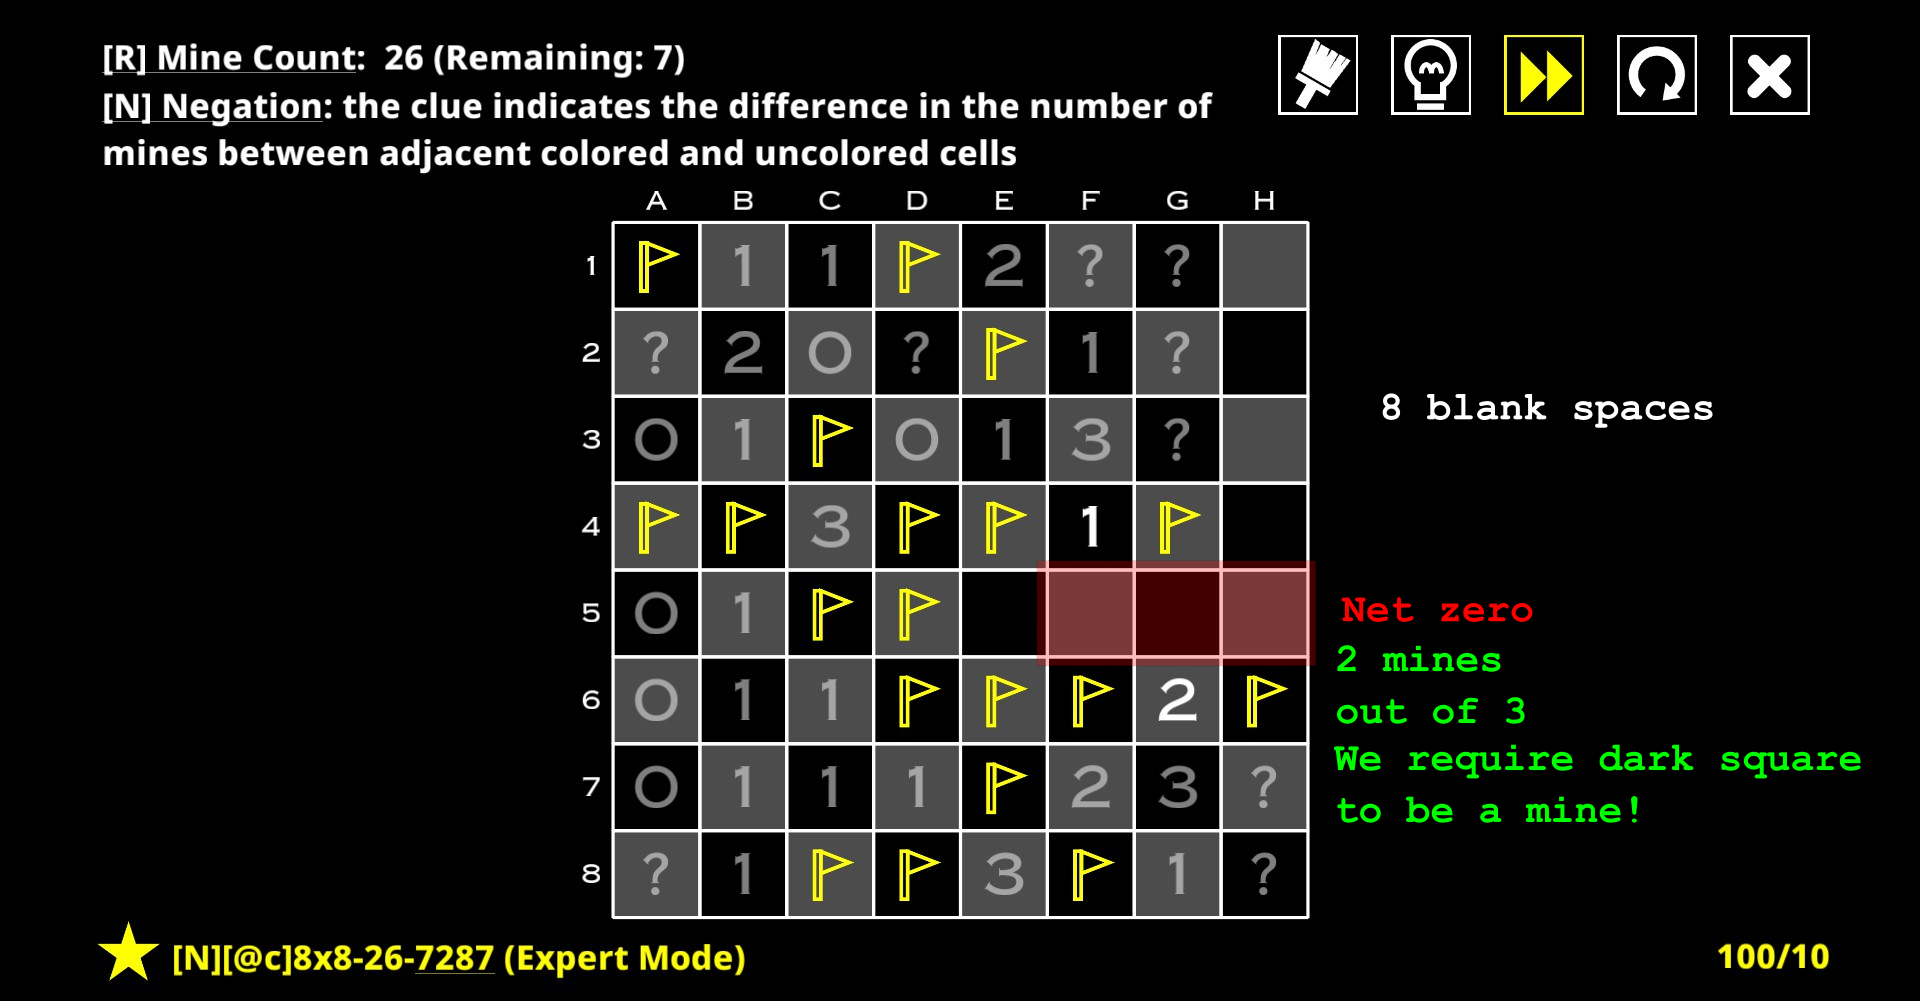 [R] Mine Count: 26 (Remaining: 7)
[N] Negation: the clue indicates the difference in the number of
mines between adjacent colored and uncolored cells
A B C D E F G H
1 1 1 2 ? ?
2 ? 2 0 ? 1 ?
8 blank spaces
3 0 1 0 1 3 ?
4 3 1
5 0 1
Net zero
2 mines
6 0 1 1 2
out of 3
We require dark square
7 0 1 1 1 2 3 ?
to be a mine!
8 ? 1 3 1 ?
[N][@c]8x8-26-7287 (Expert Mode)
100/10